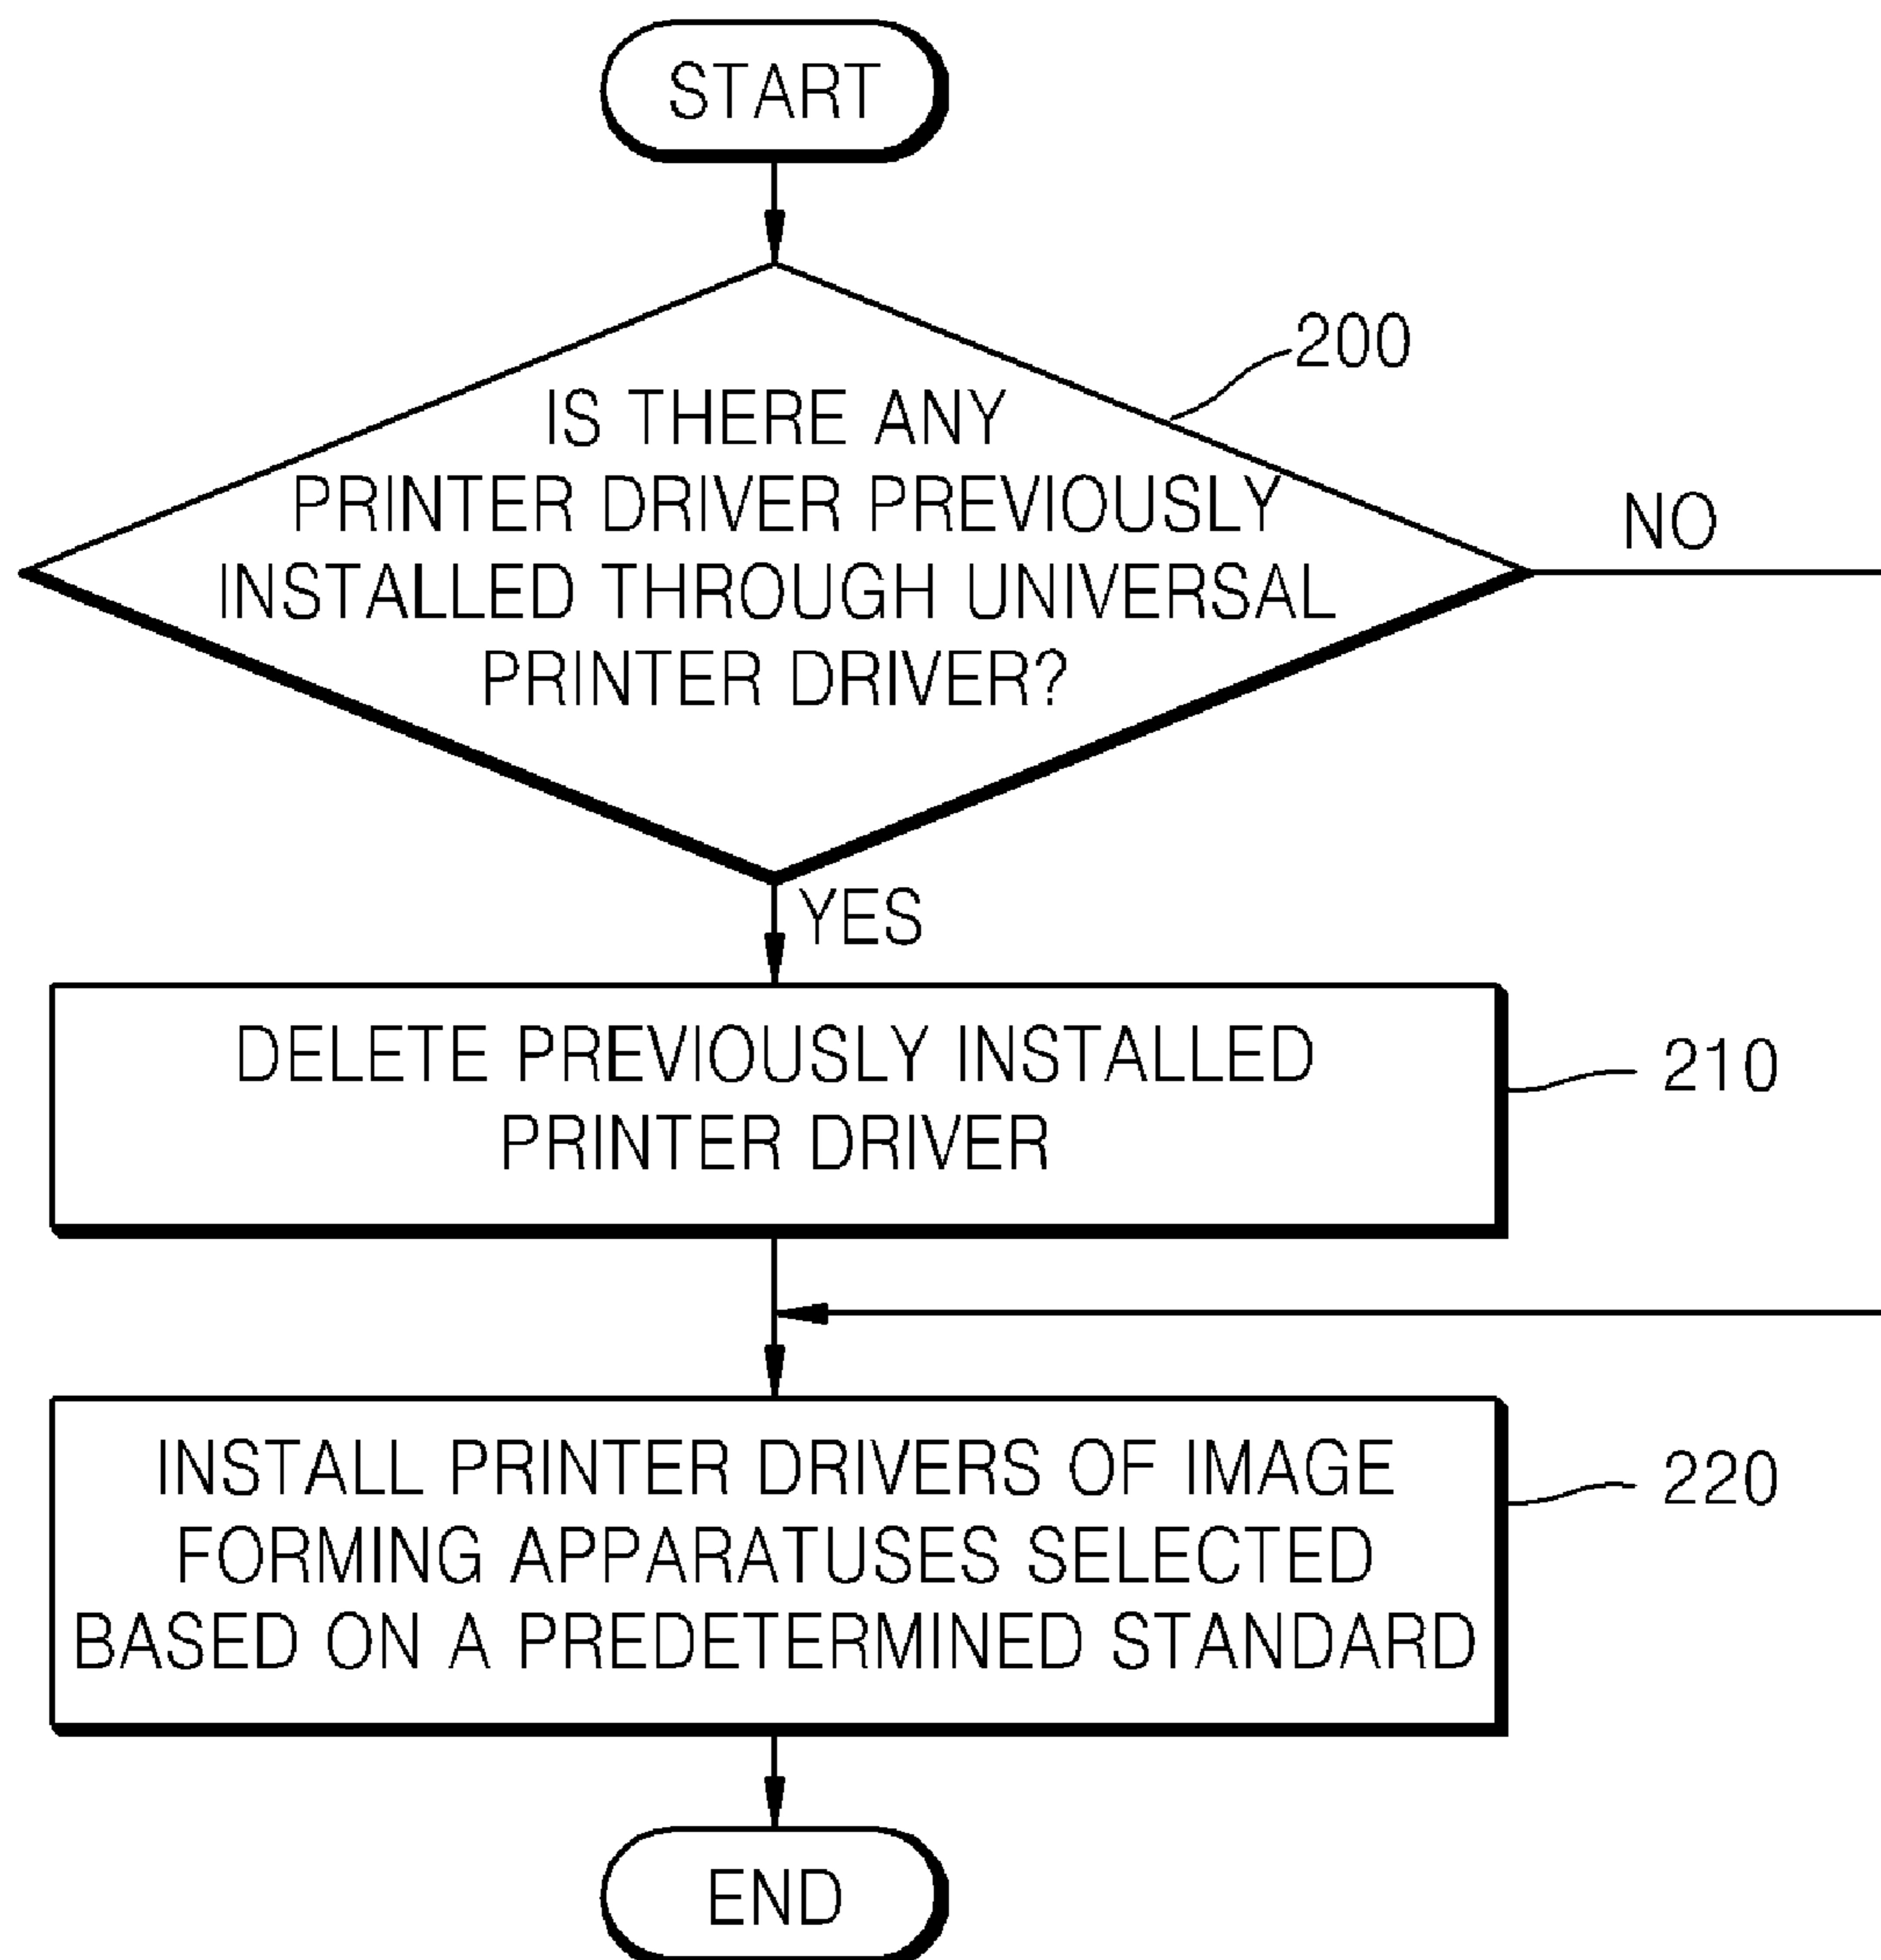 START
200
IS THERE ANY
PRINTER DRIVER PREVIOUSLY
INSTALLED THROUGH UNIVERSAL
PRINTER DRIVER?
NO
YES
DELETE PREVIOUSLY INSTALLED
PRINTER DRIVER
210
INSTALL PRINTER DRIVERS OF IMAGE
FORMING APPARATUSES SELECTED
BASED ON A PREDETERMINED STANDARD
220
END